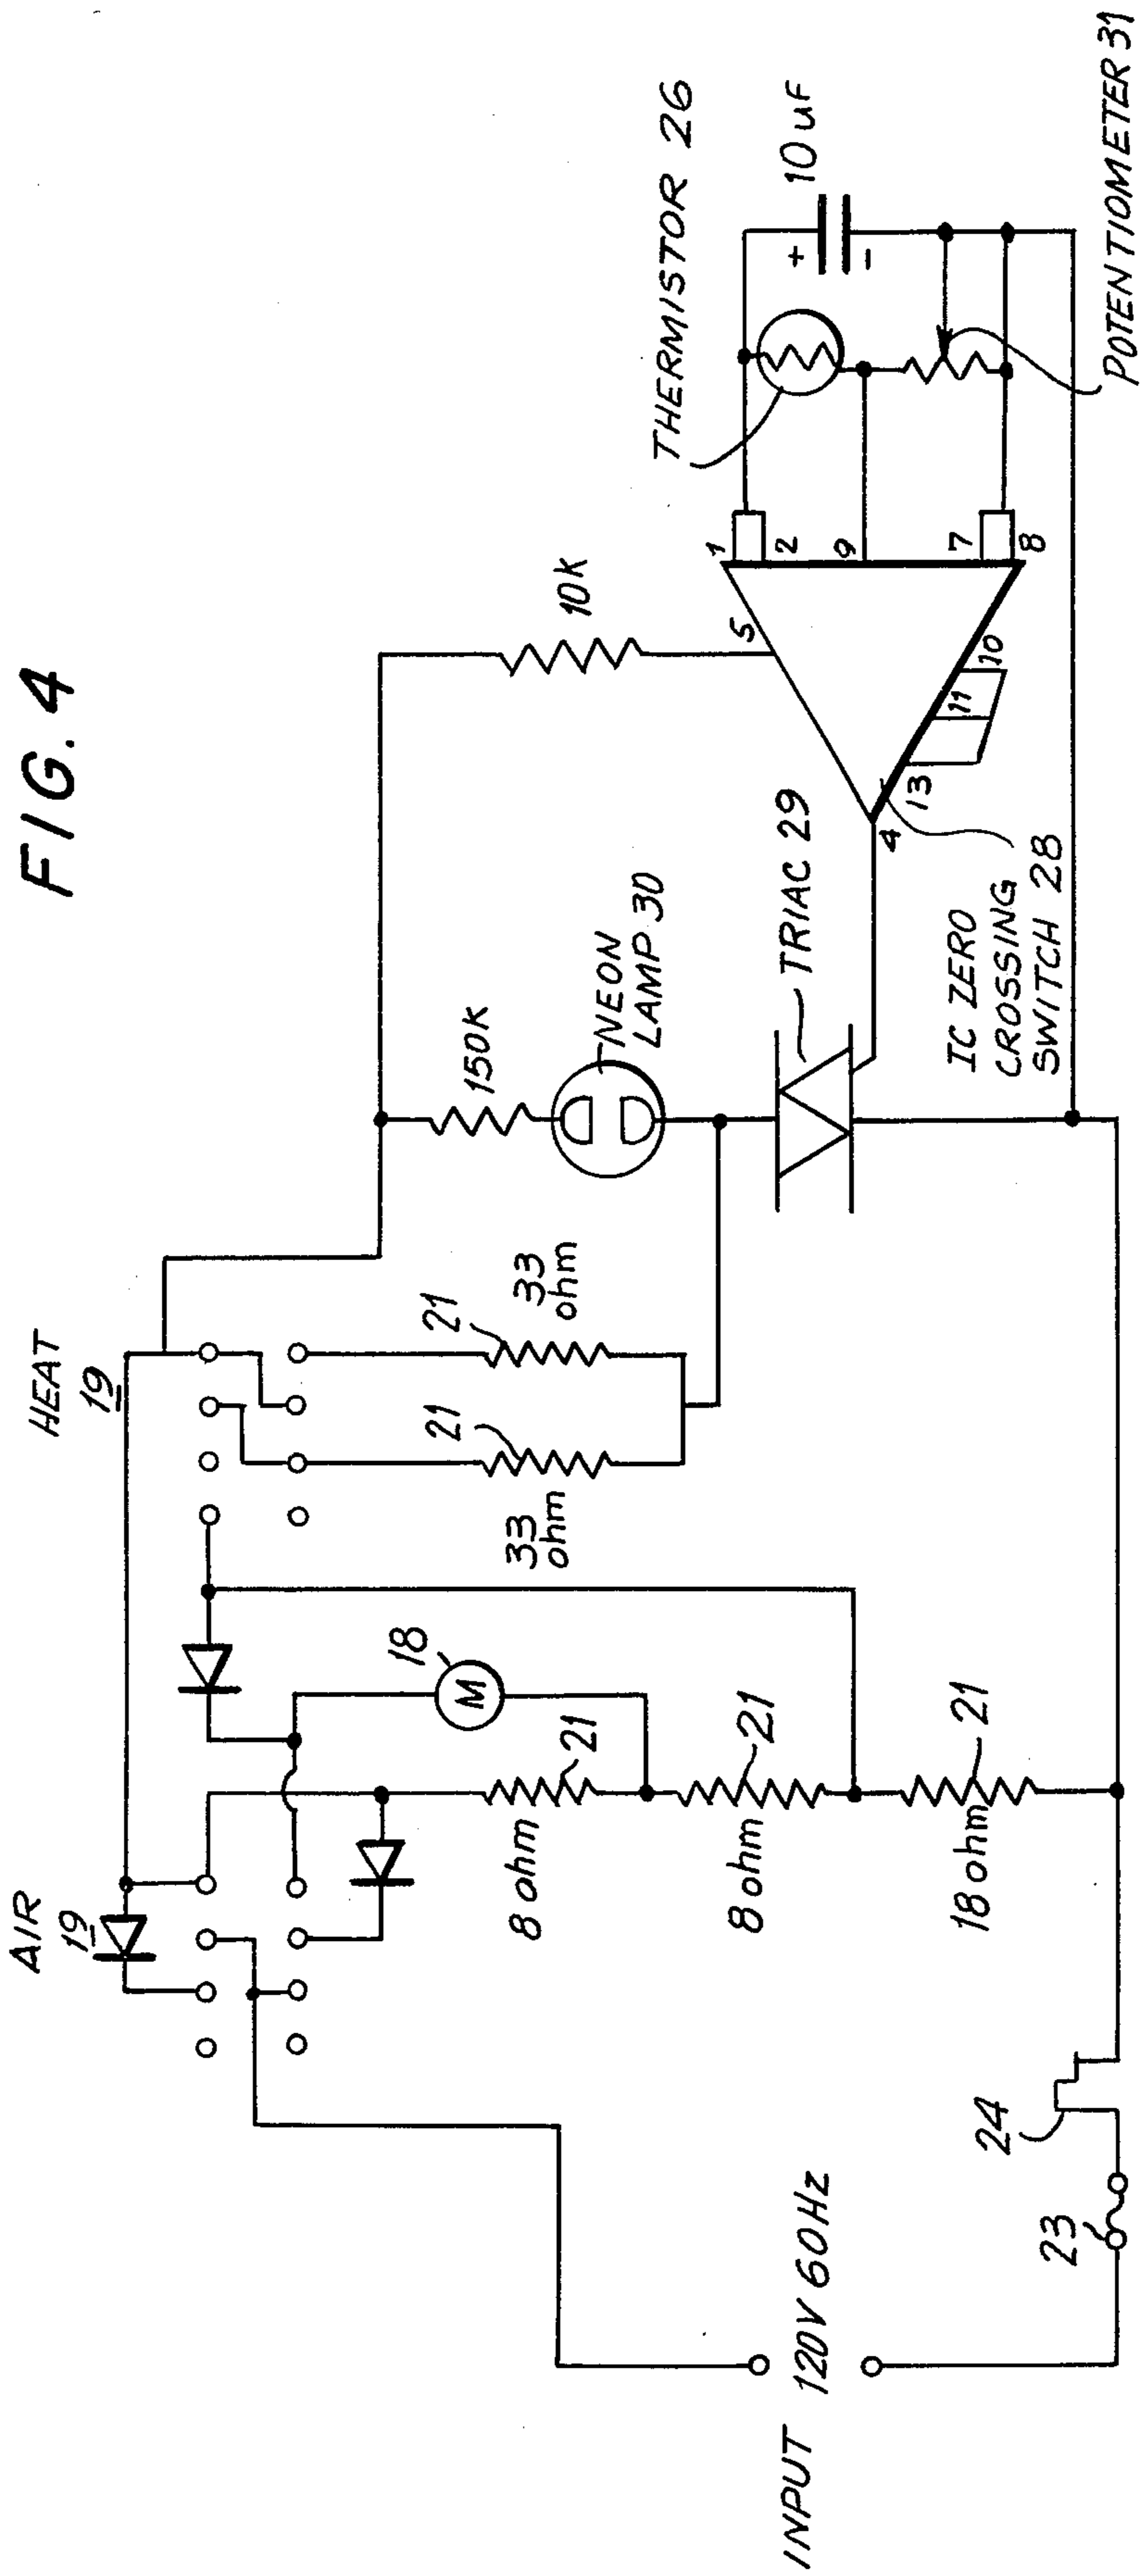 FIG. 4
AIR
19
HEAT
19
18
M
21
8 ohm
21
8 ohm
21
18 ohm
21
33
ohm
21
33
ohm
150K
NEON
LAMP 30
10K
THERMISTOR 26
10 uF
+
-
1
2
9
7
8
5
10
11
13
4
TRIAC 29
IC ZERO
CROSSING
SWITCH 28
POTENTIOMETER 31
INPUT 120V 60Hz
23
24